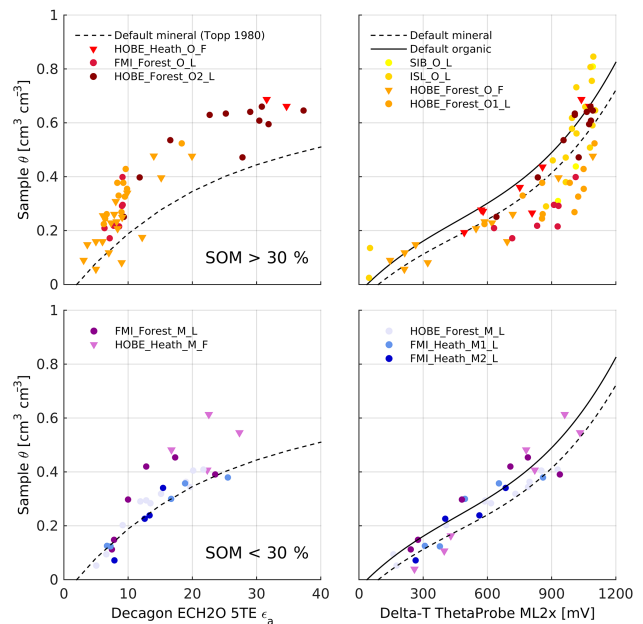 1
0.8
0.6
0.4
0.2
0
Sample θ [cm³ cm⁻³]
Default mineral (Topp 1980)
HOBE_Heath_O_F
FMI_Forest_O_L
HOBE_Forest_O2_L
SOM > 30 %
Default mineral
Default organic
SIB_O_L
ISL_O_L
HOBE_Forest_O_F
HOBE_Forest_O1_L
1
0.8
0.6
0.4
0.2
0
Sample θ [cm³ cm⁻³]
FMI_Forest_M_L
HOBE_Heath_M_F
SOM < 30 %
0 10 20 30 40
Decagon ECH2O 5TE ϵₐ
HOBE_Forest_M_L
FMI_Heath_M1_L
FMI_Heath_M2_L
300 600 900 1200
Delta-T ThetaProbe ML2x [mV]